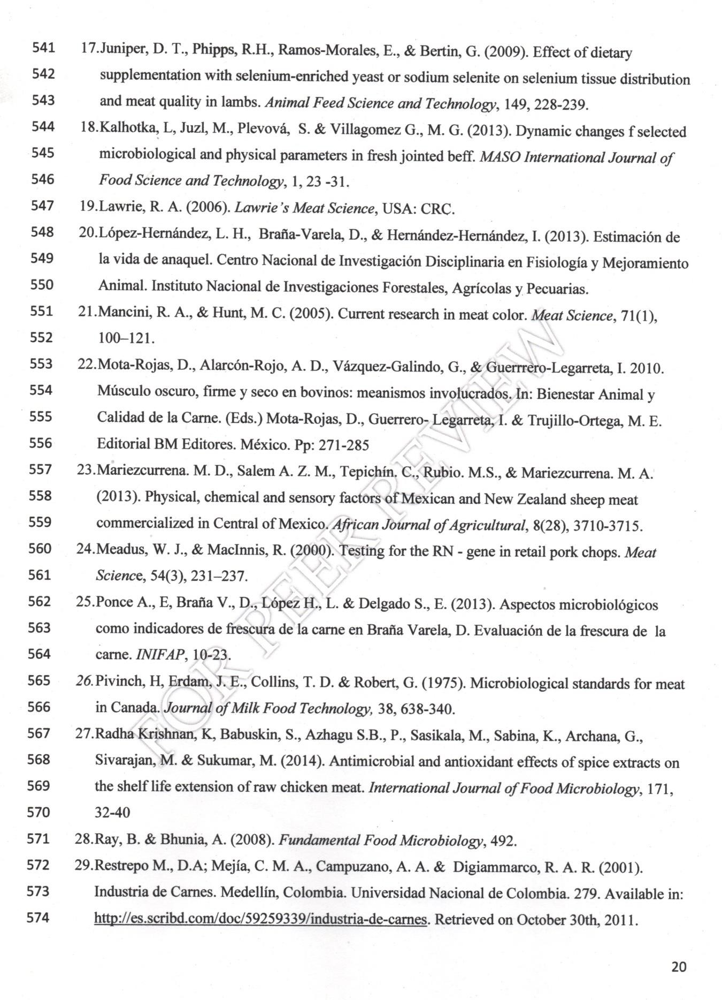 541 17.Juniper, D. T., Phipps, R.H., Ramos-Morales, E., & Bertin, G. (2009). Effect of dietary
542 supplementation with selenium-enriched yeast or sodium selenite on selenium tissue distribution
543 and meat quality in lambs. Animal Feed Science and Technology, 149, 228-239.
544 18.Kalhotka, L, Juzl, M., Plevová, S. & Villagomez G., M. G. (2013). Dynamic changes f selected
545 microbiological and physical parameters in fresh jointed beff. MASO International Journal of
546 Food Science and Technology, 1, 23 -31.
547 19.Lawrie, R. A. (2006). Lawrie's Meat Science, USA: CRC.
548 20.López-Hernández, L. H., Braña-Varela, D., & Hernández-Hernández, I. (2013). Estimación de
549 la vida de anaquel. Centro Nacional de Investigación Disciplinaria en Fisiología y Mejoramiento
550 Animal. Instituto Nacional de Investigaciones Forestales, Agrícolas y Pecuarias.
551 21.Mancini, R. A., & Hunt, M. C. (2005). Current research in meat color. Meat Science, 71(1),
552 100–121.
553 22.Mota-Rojas, D., Alarcón-Rojo, A. D., Vázquez-Galindo, G., & Guerrrero-Legarreta, I. 2010.
554 Músculo oscuro, firme y seco en bovinos: meanismos involucrados. In: Bienestar Animal y
555 Calidad de la Carne. (Eds.) Mota-Rojas, D., Guerrero- Legarreta, I. & Trujillo-Ortega, M. E.
556 Editorial BM Editores. México. Pp: 271-285
557 23.Mariezcurrena. M. D., Salem A. Z. M., Tepichín. C., Rubio. M.S., & Mariezcurrena. M. A.
558 (2013). Physical, chemical and sensory factors of Mexican and New Zealand sheep meat
559 commercialized in Central of Mexico. African Journal of Agricultural, 8(28), 3710-3715.
560 24.Meadus, W. J., & MacInnis, R. (2000). Testing for the RN - gene in retail pork chops. Meat
561 Science, 54(3), 231–237.
562 25.Ponce A., E, Braña V., D., López H., L. & Delgado S., E. (2013). Aspectos microbiológicos
563 como indicadores de frescura de la carne en Braña Varela, D. Evaluación de la frescura de la
564 carne. INIFAP, 10-23.
565 26.Pivinch, H, Erdam, J. E., Collins, T. D. & Robert, G. (1975). Microbiological standards for meat
566 in Canada. Journal of Milk Food Technology, 38, 638-340.
567 27.Radha Krishnan, K, Babuskin, S., Azhagu S.B., P., Sasikala, M., Sabina, K., Archana, G.,
568 Sivarajan, M. & Sukumar, M. (2014). Antimicrobial and antioxidant effects of spice extracts on
569 the shelf life extension of raw chicken meat. International Journal of Food Microbiology, 171,
570 32-40
571 28.Ray, B. & Bhunia, A. (2008). Fundamental Food Microbiology, 492.
572 29.Restrepo M., D.A; Mejía, C. M. A., Campuzano, A. A. & Digiammarco, R. A. R. (2001).
573 Industria de Carnes. Medellín, Colombia. Universidad Nacional de Colombia. 279. Available in:
574 http://es.scribd.com/doc/59259339/industria-de-carnes. Retrieved on October 30th, 2011.
20
FOR PEER REVIEW